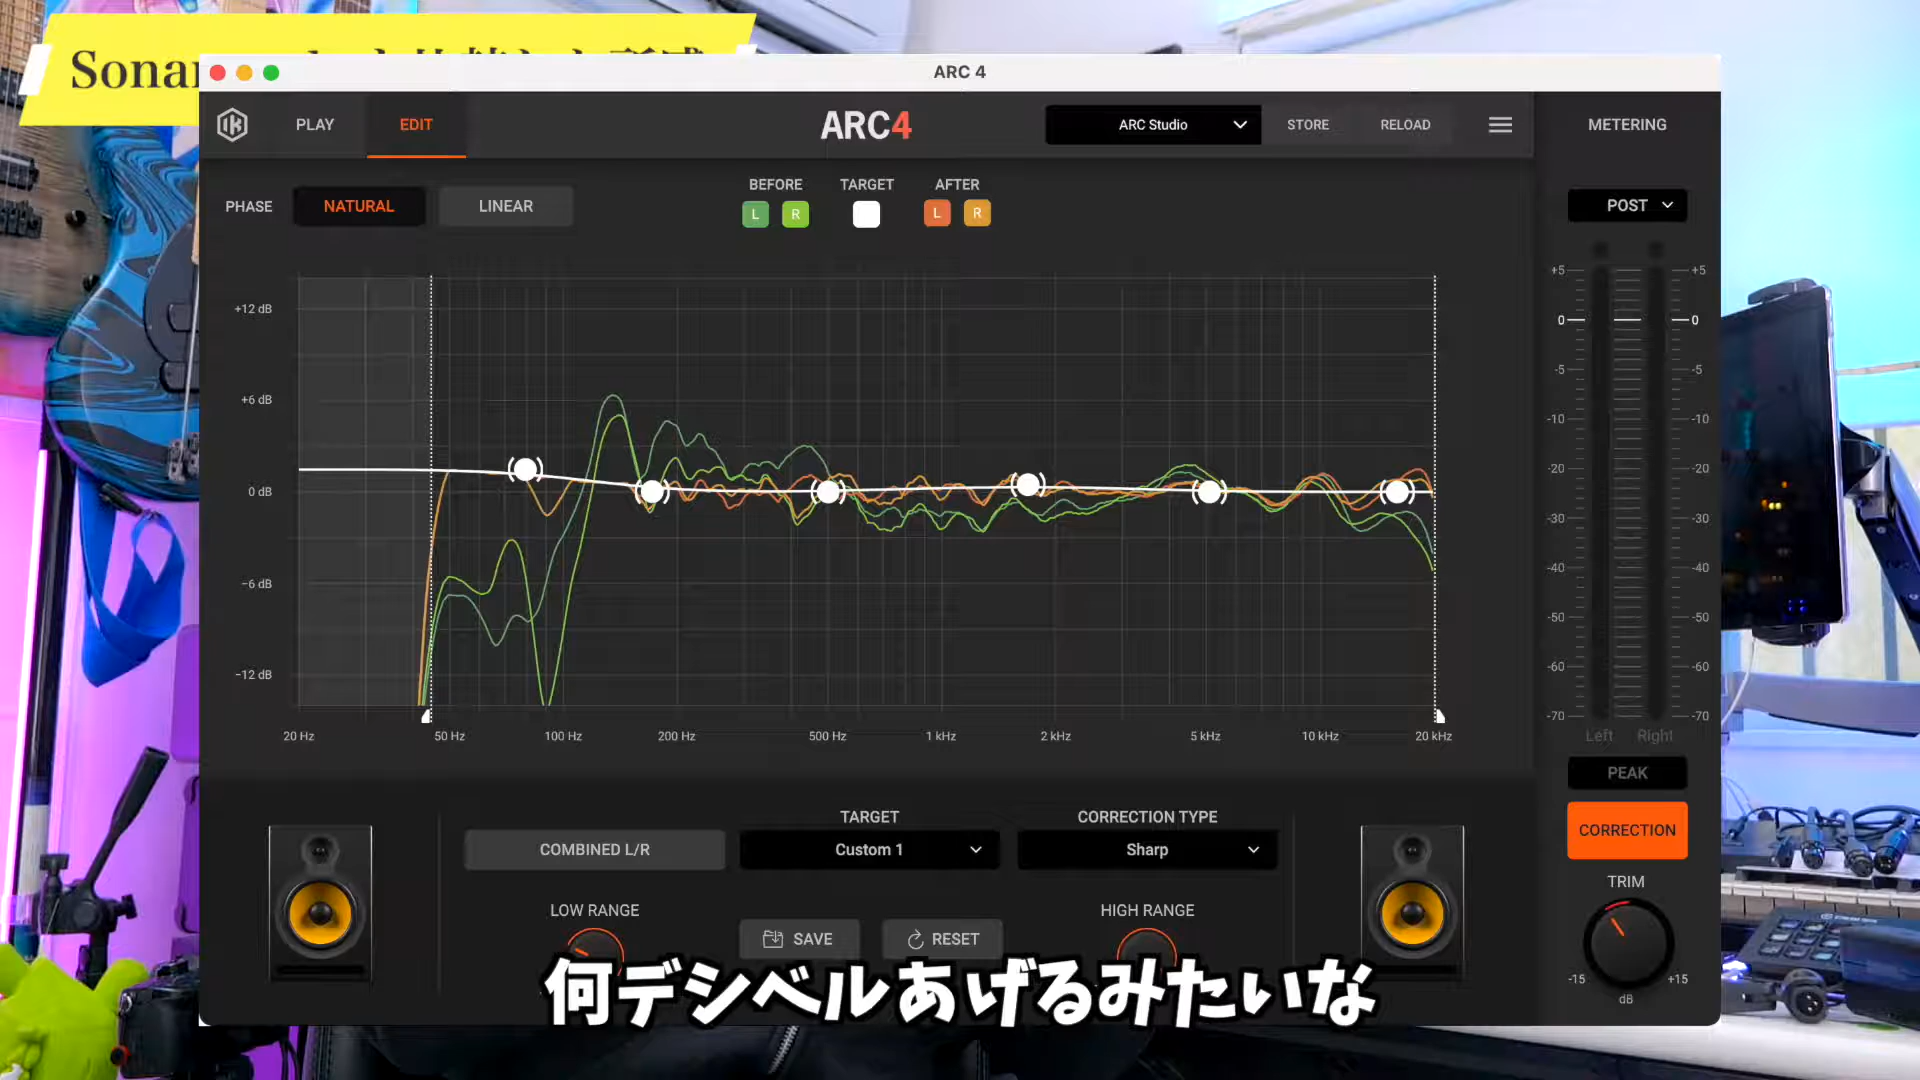 ARC 4
PLAY
EDIT
ARC4
ARC Studio
STORE
RELOAD
METERING
PHASE
NATURAL
LINEAR
BEFORE
TARGET
AFTER
L
R
L
R
POST
+12 dB
+6 dB
0 dB
-6 dB
-12 dB
20 Hz
50 Hz
100 Hz
200 Hz
500 Hz
1 kHz
2 kHz
5 kHz
10 kHz
20 kHz
+5
+5
0
0
-5
-5
-10
-10
-20
-20
-30
-30
-40
-40
-50
-50
-60
-60
-70
-70
Left
Right
PEAK
CORRECTION
TRIM
-15
+15
dB
COMBINED L/R
TARGET
Custom 1
CORRECTION TYPE
Sharp
LOW RANGE
SAVE
RESET
HIGH RANGE
何デシベルあげるみたいな